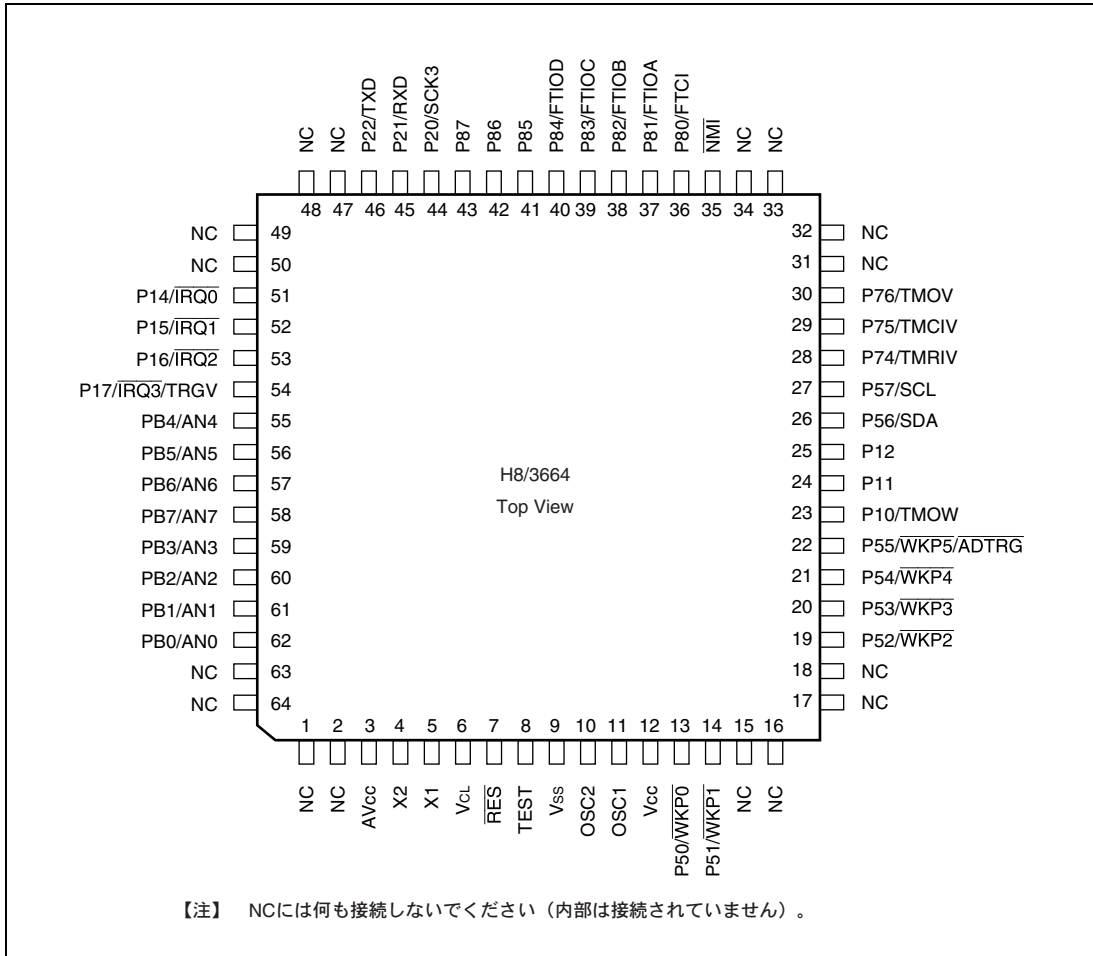 NC
NC
P22/TXD
P21/RXD
P20/SCK3
P87
P86
P85
P84/FTIOD
P83/FTIOC
P82/FTIOB
P81/FTIOA
P80/FTCI
NMI
NC
NC
48 47 46 45 44 43 42 41 40 39 38 37 36 35 34 33
NC 49 32 NC
NC 50 31 NC
P14/IRQ0 51 30 P76/TMOV
P15/IRQ1 52 29 P75/TMCIV
P16/IRQ2 53 28 P74/TMRIV
P17/IRQ3/TRGV 54 27 P57/SCL
PB4/AN4 55 26 P56/SDA
PB5/AN5 56 25 P12
PB6/AN6 57 24 P11
H8/3664
Top View
PB7/AN7 58 23 P10/TMOW
PB3/AN3 59 22 P55/WKP5/ADTRG
PB2/AN2 60 21 P54/WKP4
PB1/AN1 61 20 P53/WKP3
PB0/AN0 62 19 P52/WKP2
NC 63 18 NC
NC 64 17 NC
1 2 3 4 5 6 7 8 9 10 11 12 13 14 15 16
NC
NC
AVcc
X2
X1
VCL
RES
TEST
Vss
OSC2
OSC1
Vcc
P50/WKP0
P51/WKP1
NC
NC
【注】 NCには何も接続しないでください（内部は接続されていません）。